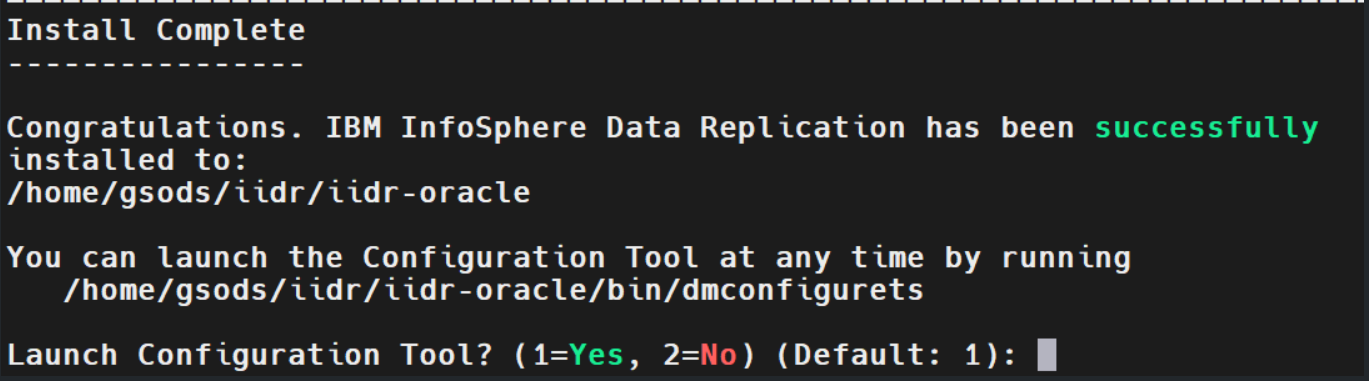 Install Complete
----------------
Congratulations. IBM InfoSphere Data Replication has been successfully
installed to:
/home/gsods/iidr/iidr-oracle
You can launch the Configuration Tool at any time by running
   /home/gsods/iidr/iidr-oracle/bin/dmconfigurets
Launch Configuration Tool? (1=Yes, 2=No) (Default: 1):